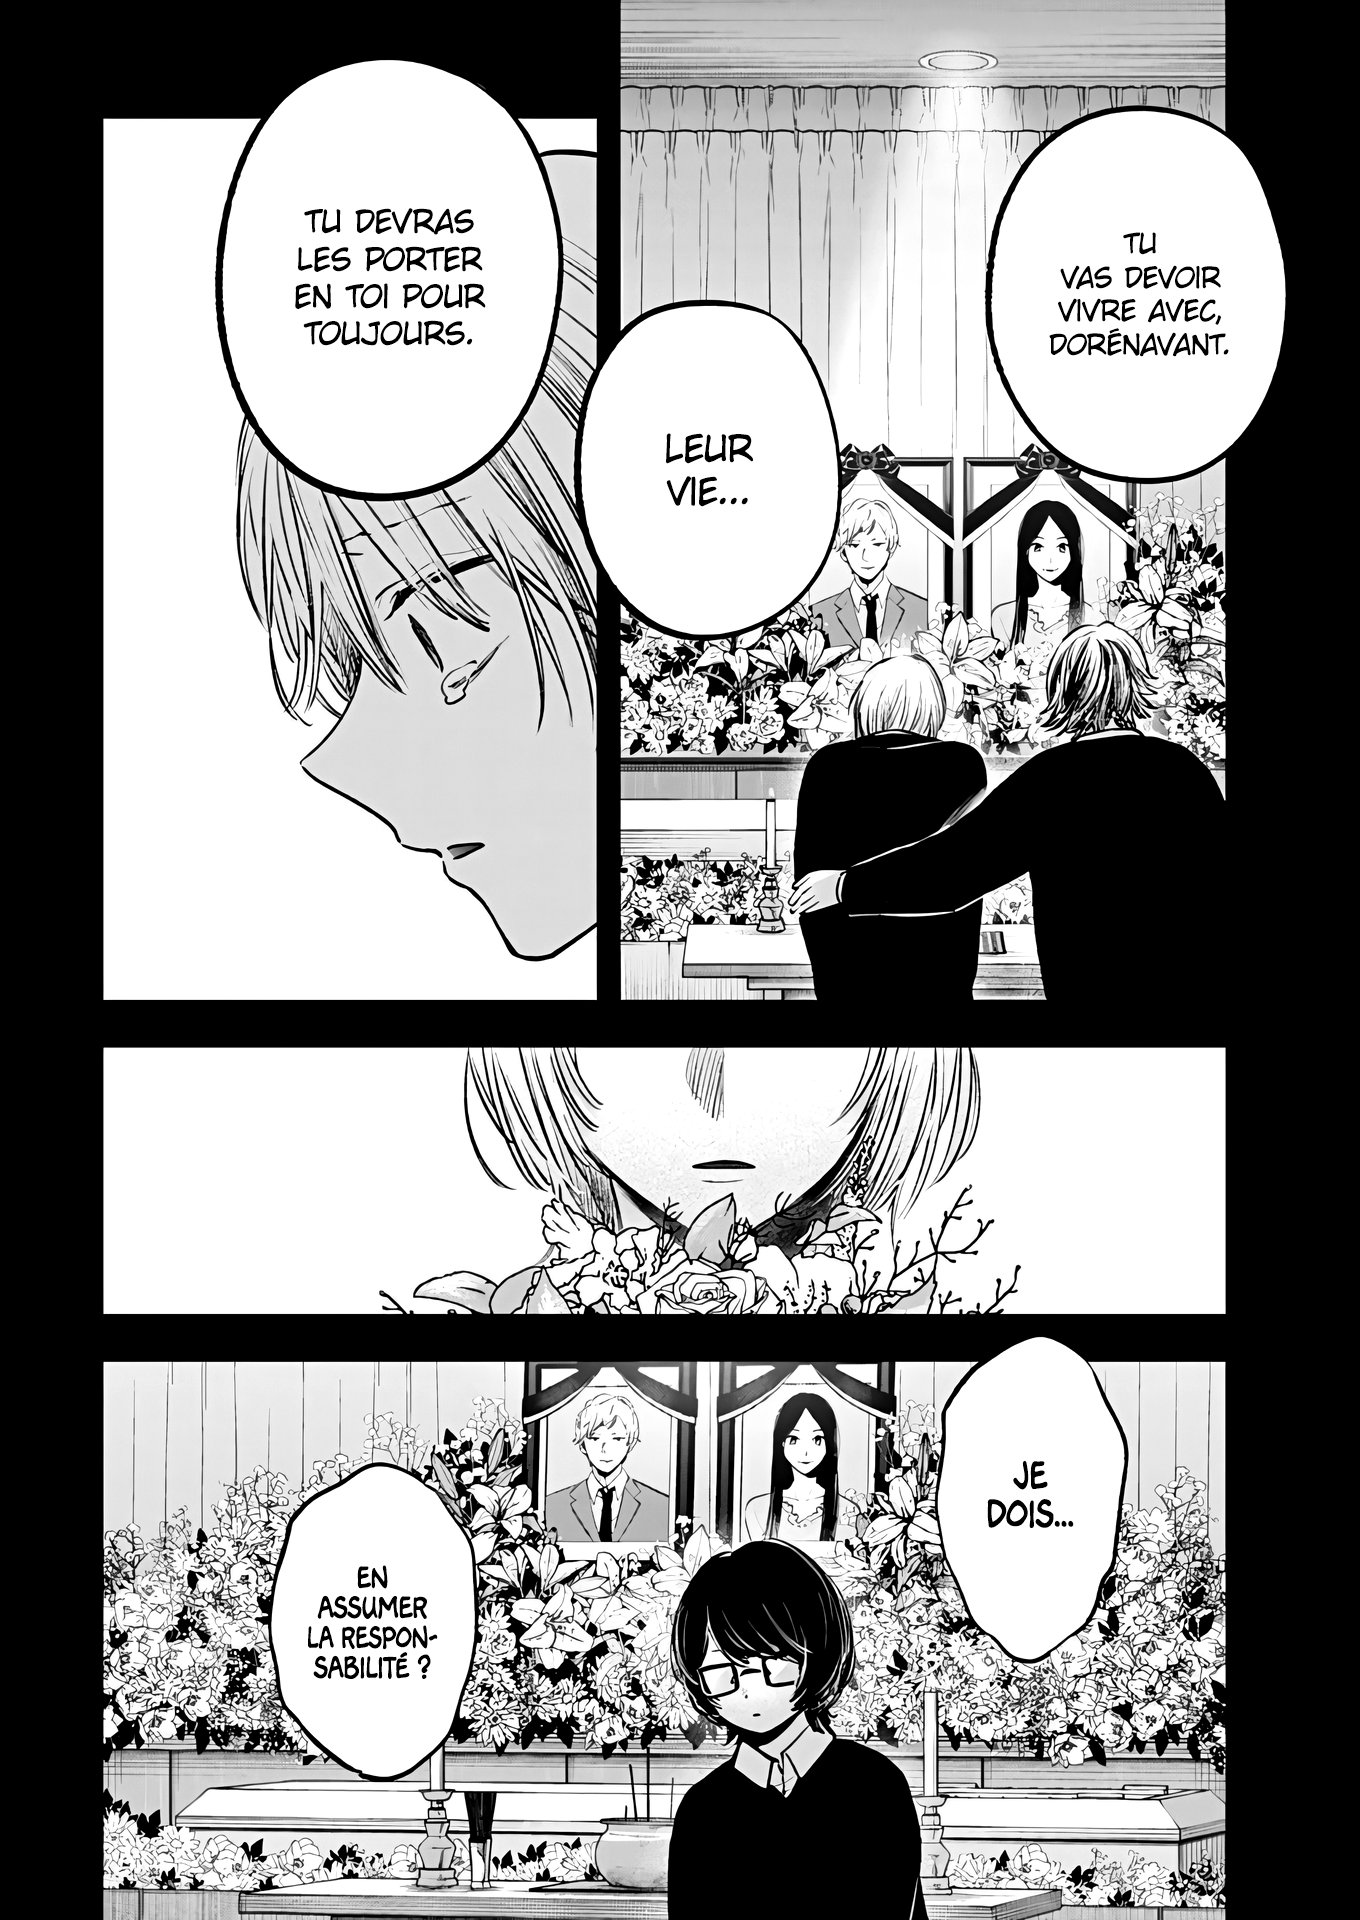 TU
VAS DEVOIR
VIVRE AVEC,
DORÉNAVANT.
LEUR
VIE...
TU DEVRAS
LES PORTER
EN TOI POUR
TOUJOURS.
JE
DOIS...
EN
ASSUMER
LA RESPON-
SABILITÉ ?